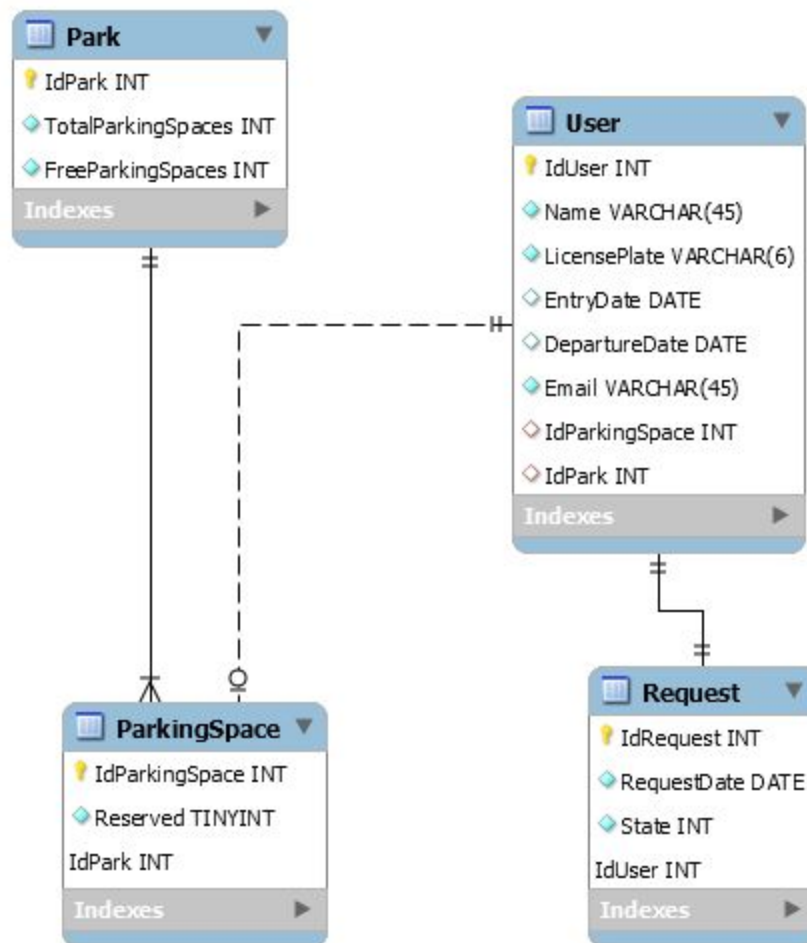 Park
IdPark INT
TotalParkingSpaces INT
FreeParkingSpaces INT
Indexes
User
IdUser INT
Name VARCHAR(45)
LicensePlate VARCHAR(6)
EntryDate DATE
DepartureDate DATE
Email VARCHAR(45)
IdParkingSpace INT
IdPark INT
Indexes
ParkingSpace
IdParkingSpace INT
Reserved TINYINT
IdPark INT
Indexes
Request
IdRequest INT
RequestDate DATE
State INT
IdUser INT
Indexes